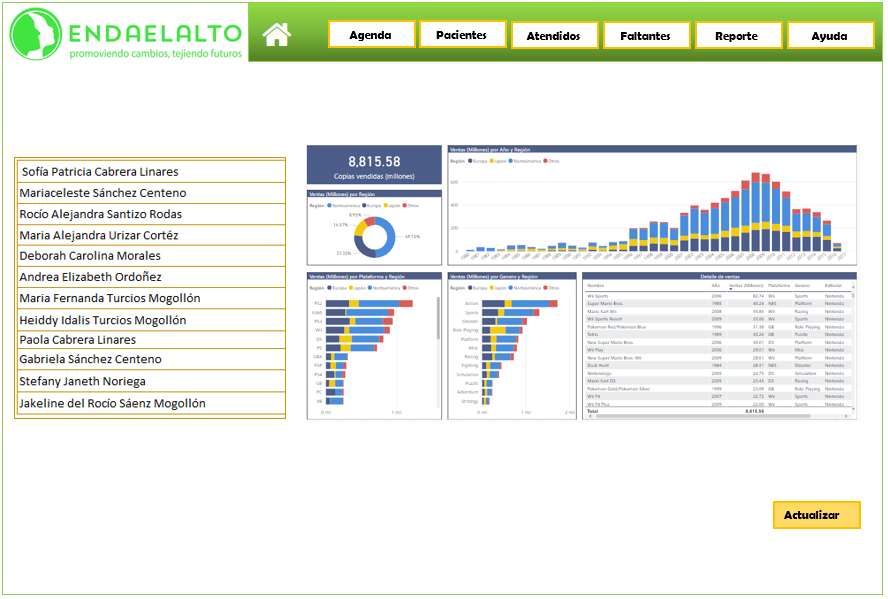 ENDAELALTO
promoviendo cambios, tejiendo futuros
Agenda
Pacientes
Atendidos
Faltantes
Reporte
Ayuda
Sofía Patricia Cabrera Linares
Mariaceleste Sánchez Centeno
Rocío Alejandra Santizo Rodas
Maria Alejandra Urizar Cortéz
Deborah Carolina Morales
Andrea Elizabeth Ordoñez
Maria Fernanda Turcios Mogollón
Heiddy Idalis Turcios Mogollón
Paola Cabrera Linares
Gabriela Sánchez Centeno
Stefany Janeth Noriega
Jakeline del Rocío Sáenz Mogollón
8,815.58
Copias vendidas (millones)
Ventas (Millones) por Año y Región
Región Europa Japón Norteamérica Otros
600
400
200
0
Ventas (Millones) por Región
Región Norteamérica Europa Japón Otros
49.15%
Ventas (Millones) por Plataforma y Región
Región Europa Japón Norteamérica Otros
PS2
X360
PS3
Wii
DS
PS
GBA
PSP
PS4
GB
PC
XB
0 mil
1 mil
Ventas (Millones) por Genero y Región
Región Europa Japón Norteamérica Otros
Action
Sports
Shooter
Role-Playing
Platform
Misc
Racing
Fighting
Simulation
Puzzle
Adventure
Strategy
0 mil
1 mil
2 mil
Detalle de ventas
Nombre Año Ventas (Millones) Plataforma Genero Editorial
Wii Sports 2006 82.74 Wii Sports Nintendo
Super Mario Bros. 1985 40.24 NES Platform Nintendo
Mario Kart Wii 2008 35.83 Wii Racing Nintendo
Wii Sports Resort 2009 33.00 Wii Sports Nintendo
Pokemon Red/Pokemon Blue 1996 31.38 GB Role-Playing Nintendo
Tetris 1989 30.26 GB Puzzle Nintendo
New Super Mario Bros. 2006 30.01 DS Platform Nintendo
Wii Play 2006 29.01 Wii Misc Nintendo
New Super Mario Bros. Wii 2009 28.61 Wii Platform Nintendo
Duck Hunt 1984 28.31 NES Shooter Nintendo
Nintendogs 2005 24.75 DS Simulation Nintendo
Mario Kart DS 2005 23.43 DS Racing Nintendo
Pokemon Gold/Pokemon Silver 1999 23.09 GB Role-Playing Nintendo
Wii Fit 2007 22.72 Wii Sports Nintendo
Wii Fit Plus 2009 22.00 Wii Sports Nintendo
Total 8,815.58
Actualizar